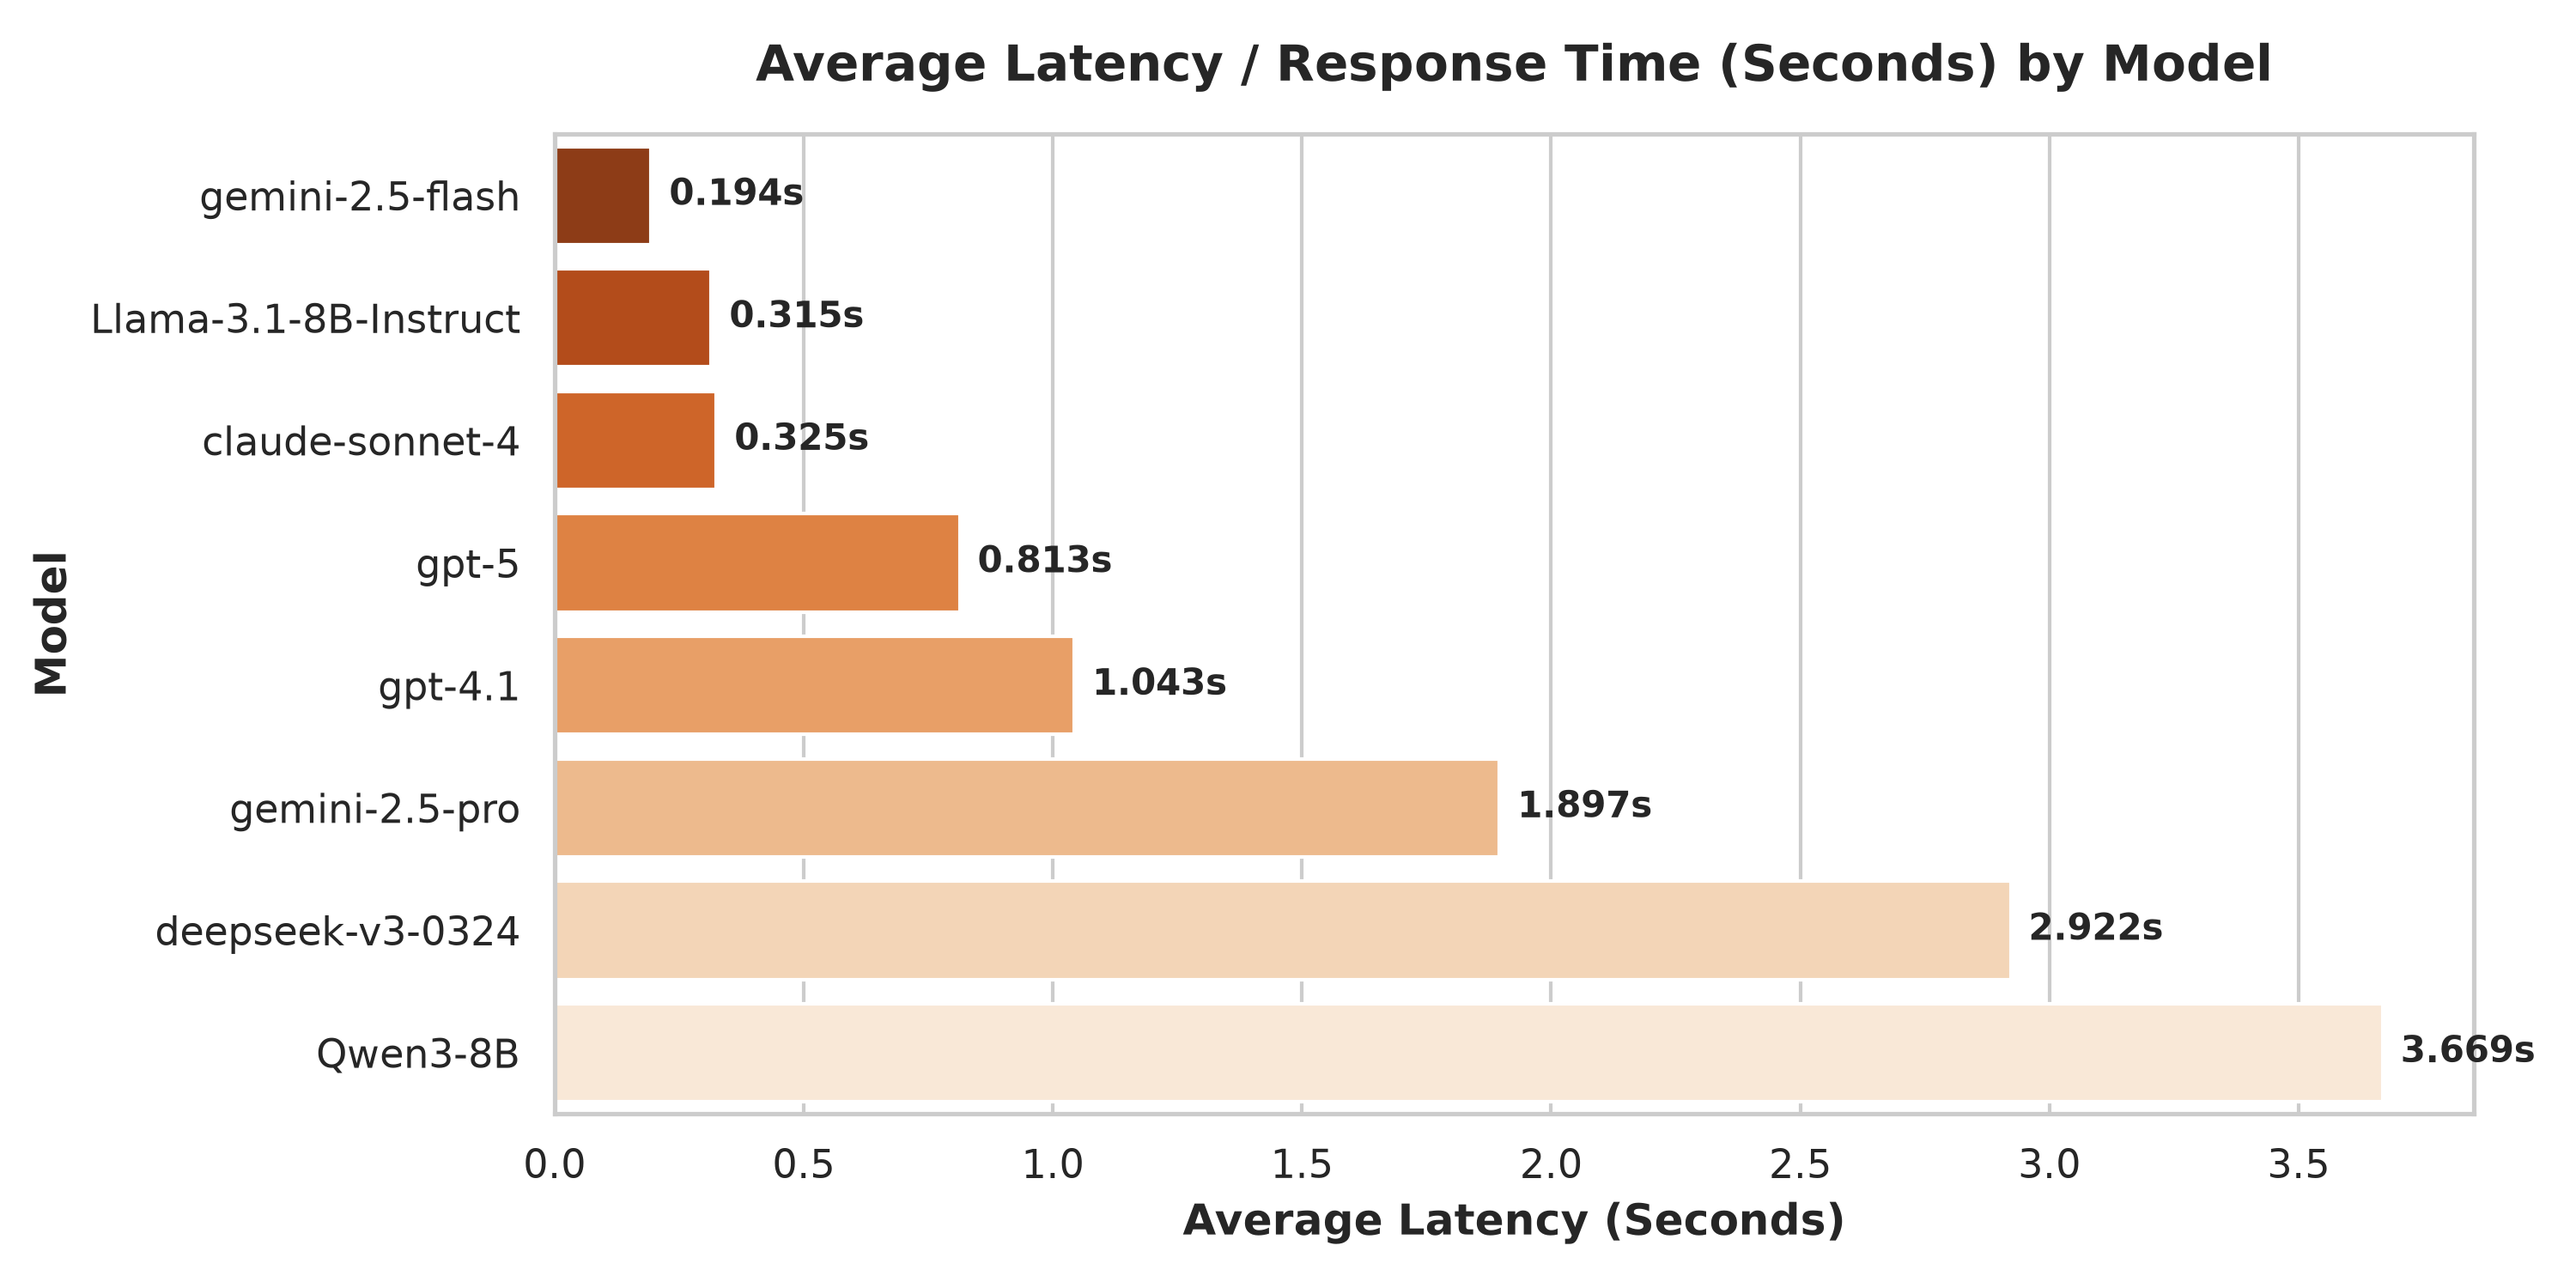 Average Latency / Response Time (Seconds) by Model
Model
gemini-2.5-flash 0.194s
Llama-3.1-8B-Instruct 0.315s
claude-sonnet-4 0.325s
gpt-5 0.813s
gpt-4.1 1.043s
gemini-2.5-pro 1.897s
deepseek-v3-0324 2.922s
Qwen3-8B 3.669s
0.0 0.5 1.0 1.5 2.0 2.5 3.0 3.5
Average Latency (Seconds)